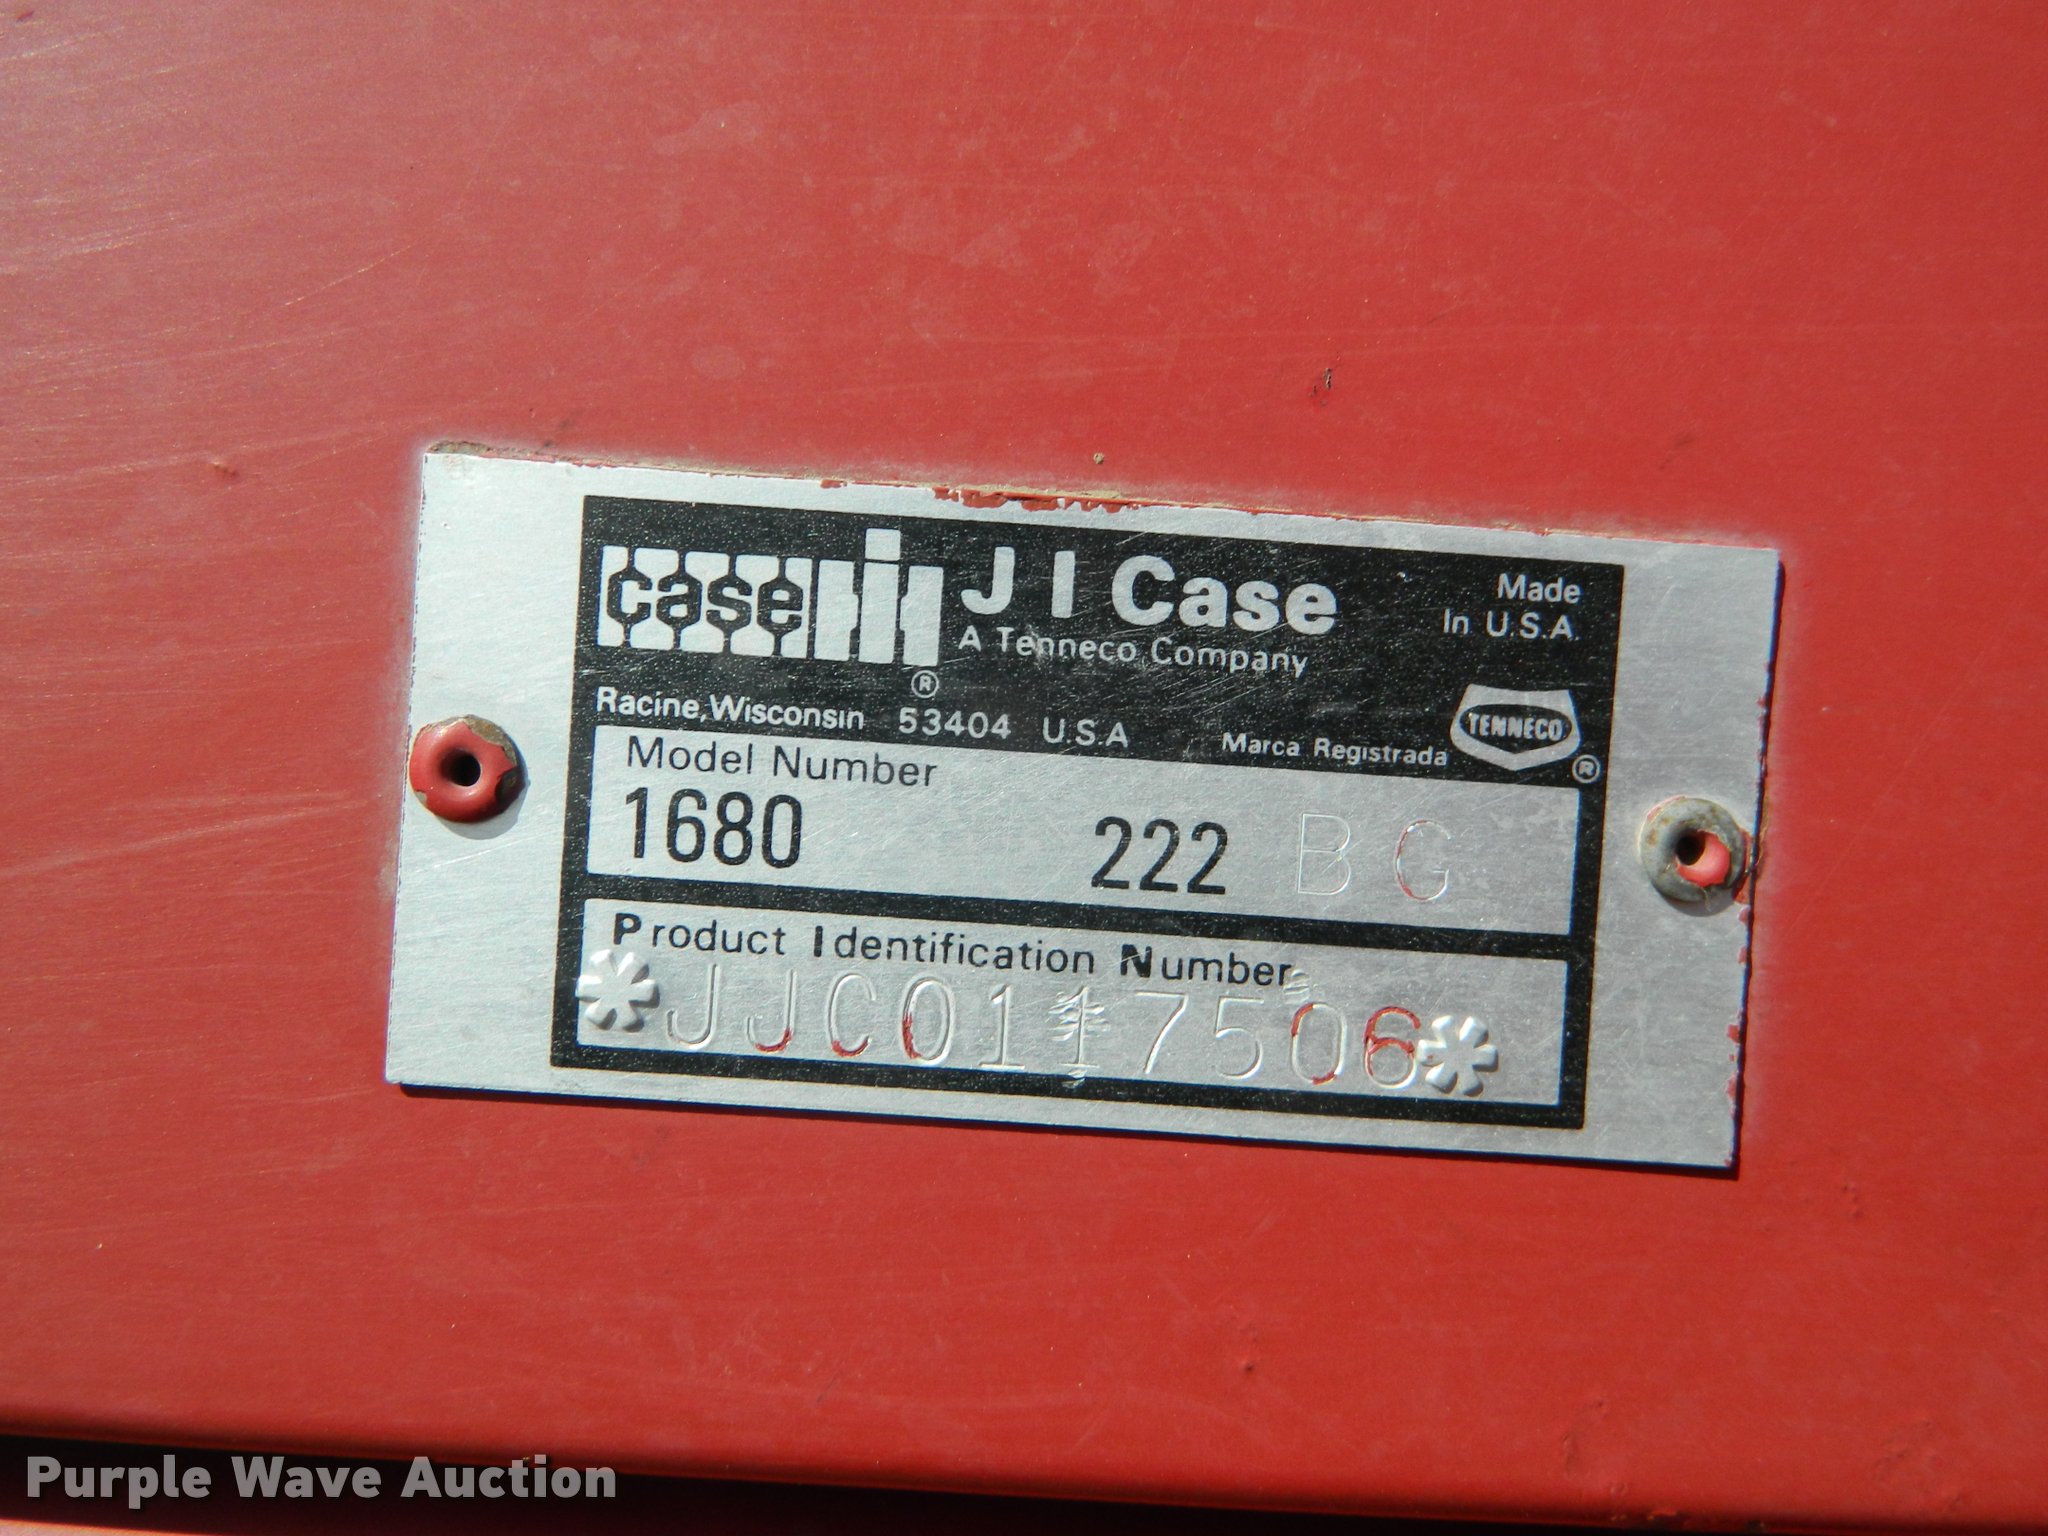 case IH J I Case Made
A Tenneco Company In U.S.A.
®
Racine, Wisconsin 53404 U.S.A
Marca Registrada TENNECO ®
Model Number
1680 222 B G
Product Identification Number
*JJC0117506*
Purple Wave Auction